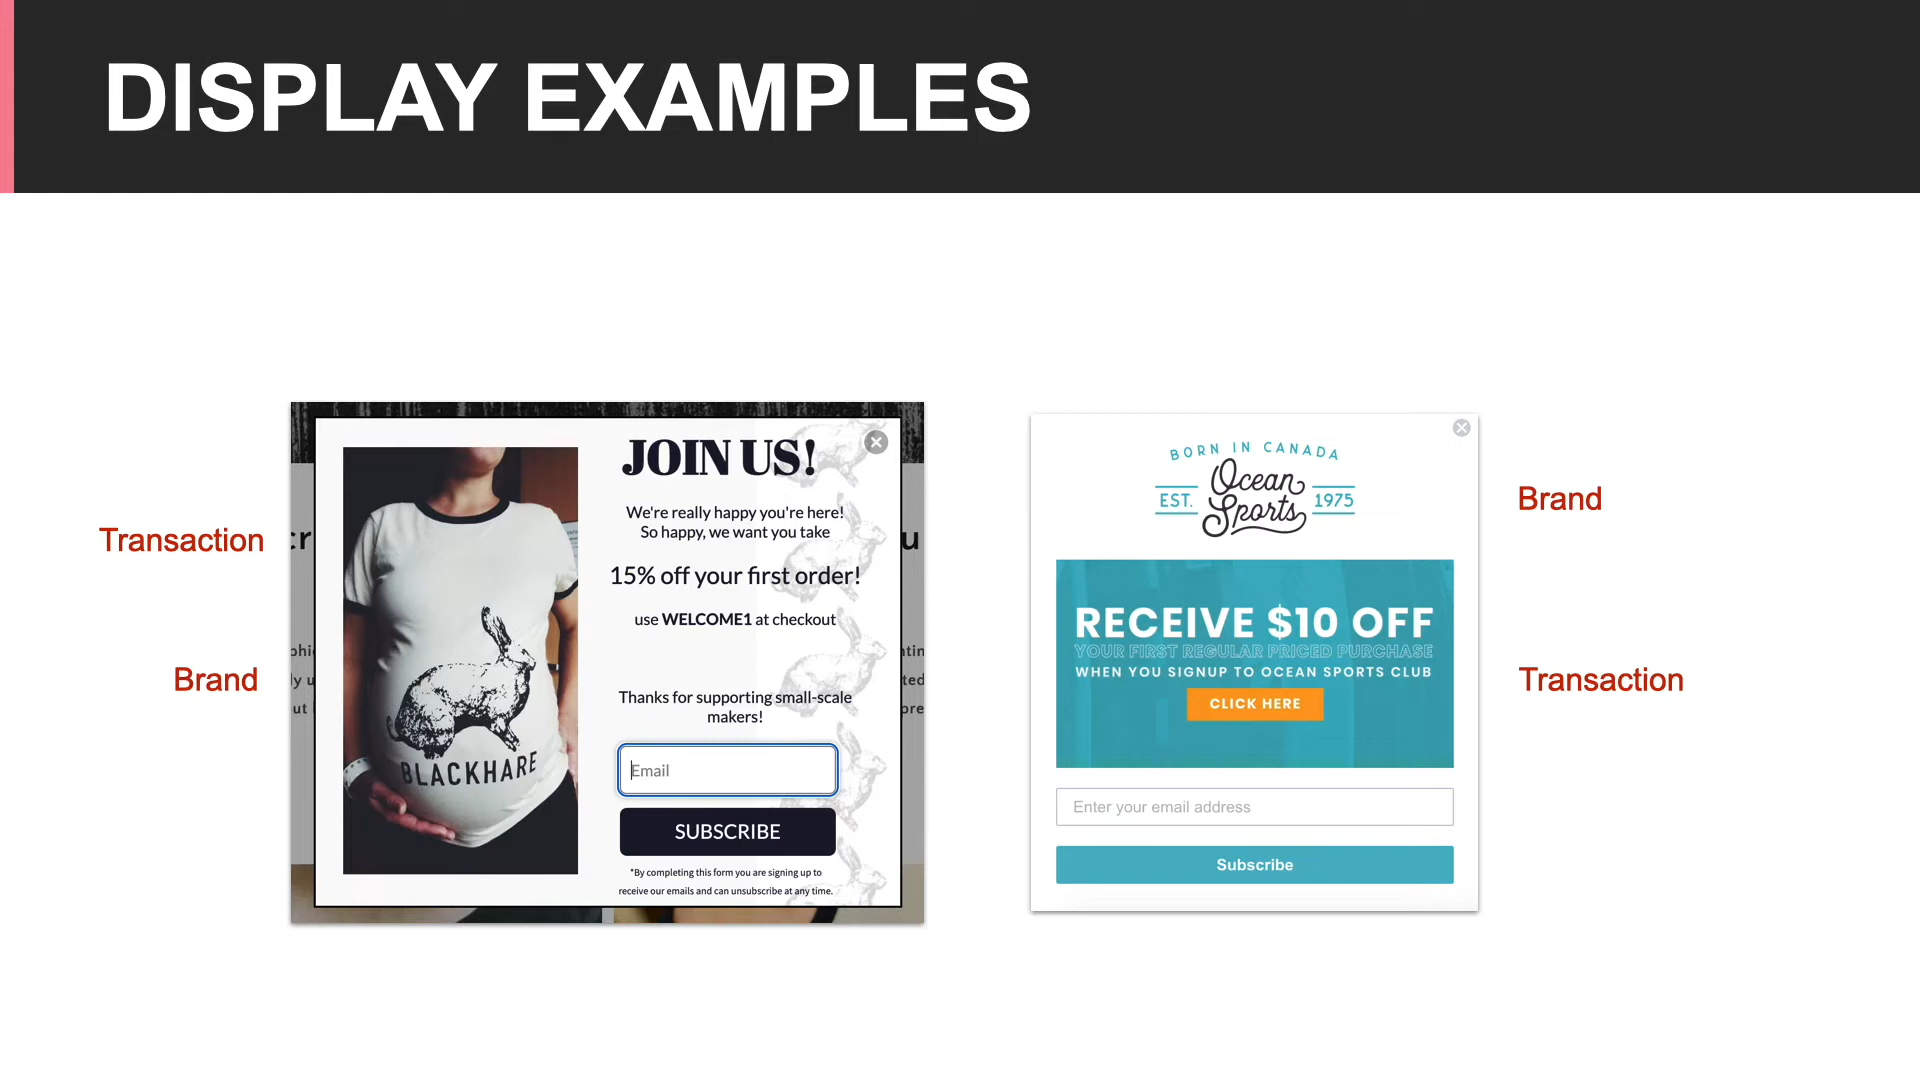 DISPLAY EXAMPLES
Transaction
Brand
JOIN US!
We're really happy you're here!
So happy, we want you take
15% off your first order!
use WELCOME1 at checkout
Thanks for supporting small-scale
makers!
Email
SUBSCRIBE
*By completing this form you are signing up to
receive our emails and can unsubscribe at any time.
BLACKHARE
BORN IN CANADA
EST. Ocean Sports 1975
RECEIVE $10 OFF
YOUR FIRST REGULAR PRICED PURCHASE
WHEN YOU SIGNUP TO OCEAN SPORTS CLUB
CLICK HERE
Enter your email address
Subscribe
Brand
Transaction